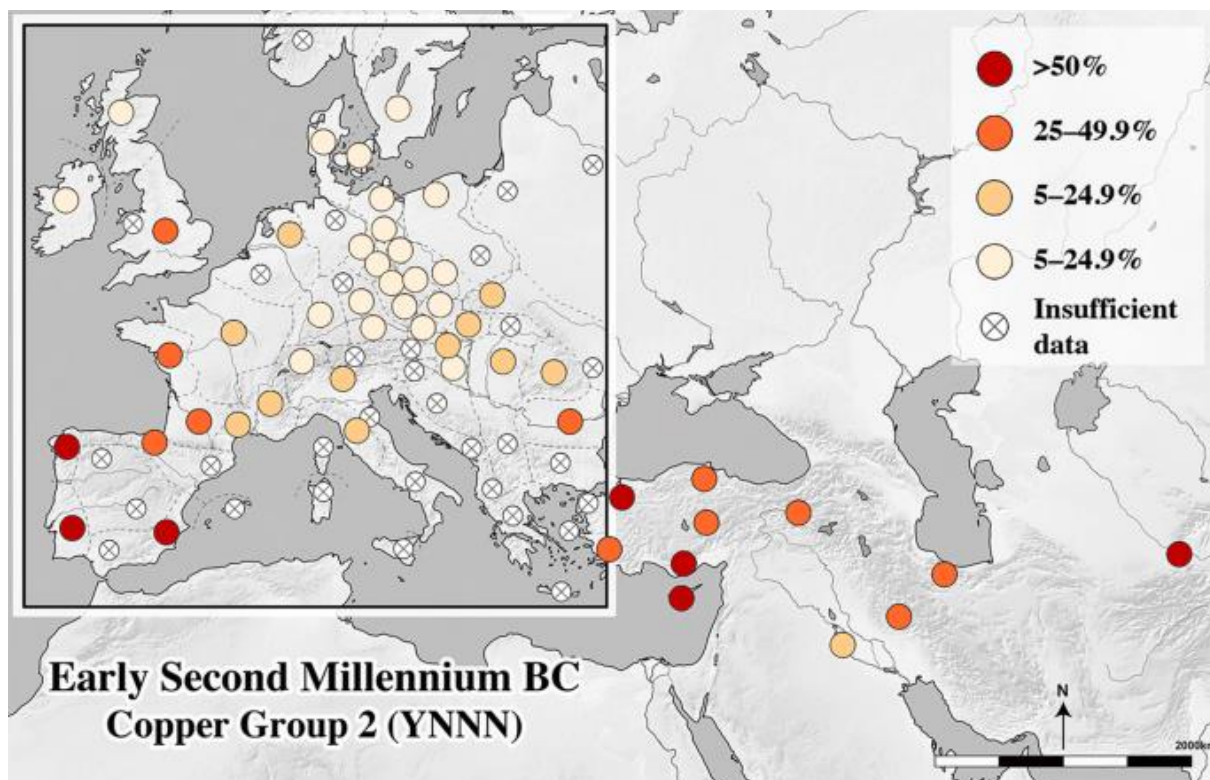 >50%
25–49.9%
5–24.9%
5–24.9%
Insufficient
data
Early Second Millennium BC
Copper Group 2 (YNNN)
N
2000km